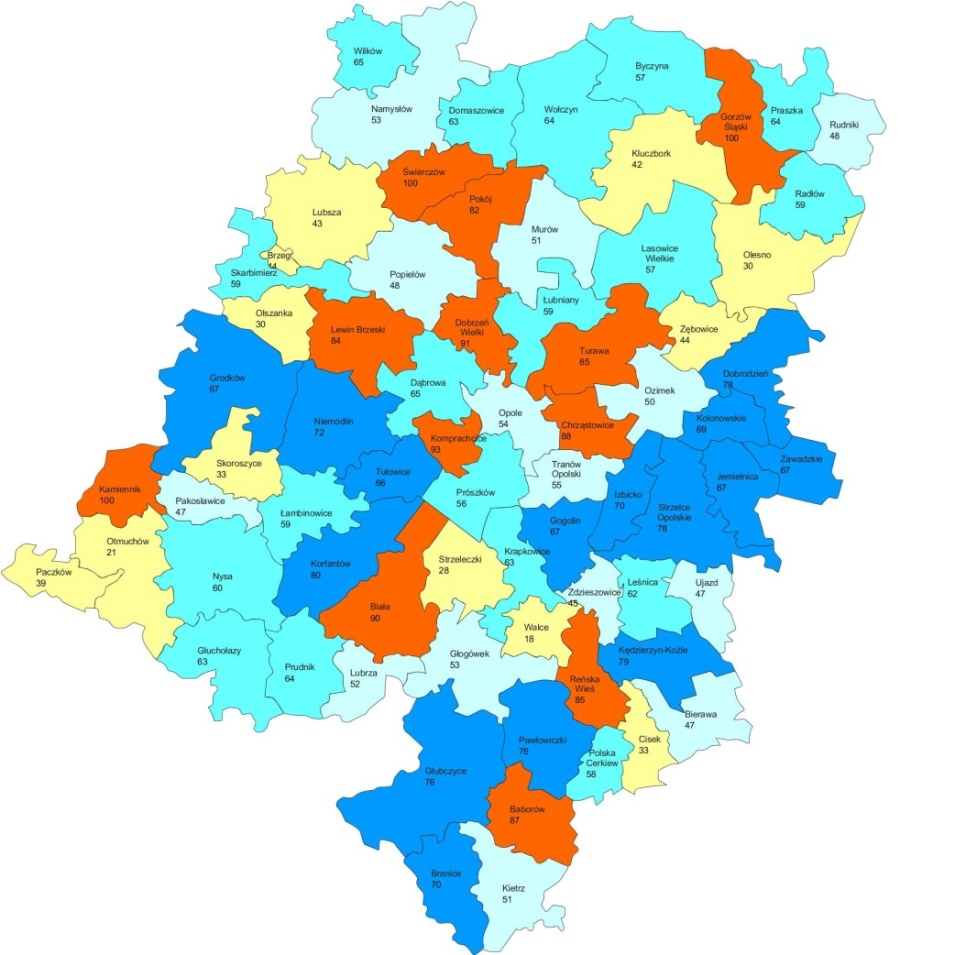 Wilków
65
Byczyna
57
Namysłów
53
Domaszowice
63
Wołczyn
64
Gorzów
Śląski
100
Praszka
64
Rudniki
48
Kluczbork
42
Świerczów
100
Pokój
82
Radłów
59
Lubsza
43
Murów
51
Lasowice
Wielkie
57
Olesno
30
Brzeg
14
Skarbimierz
59
Popielów
48
Łubniany
59
Olszanka
30
Lewin Brzeski
84
Dobrzeń
Wielki
91
Zębowice
44
Turawa
85
Grodków
67
Dąbrowa
65
Ozimek
50
Dobrodzień
78
Niemodlin
72
Opole
54
Chrząstowice
88
Kolonowskie
69
Komprachcice
93
Skoroszyce
33
Tułowice
66
Tranów
Opolski
55
Zawadzkie
67
Kamiennik
100
Pakosławice
47
Prószków
56
Izbicko
70
Jemielnica
67
Łambinowice
59
Gogolin
67
Strzelce
Opolskie
78
Otmuchów
21
Paczków
39
Nysa
60
Korfantów
80
Strzeleczki
28
Krapkowice
63
Zdzieszowice
45
Leśnica
62
Ujazd
47
Biała
90
Walce
18
Głuchołazy
63
Prudnik
64
Lubrza
52
Głogówek
53
Kędzierzyn-Koźle
79
Reńska
Wieś
85
Bierawa
47
Pawłowiczki
76
Cisek
33
Polska
Cerkiew
58
Głubczyce
76
Baborów
87
Branice
70
Kietrz
51